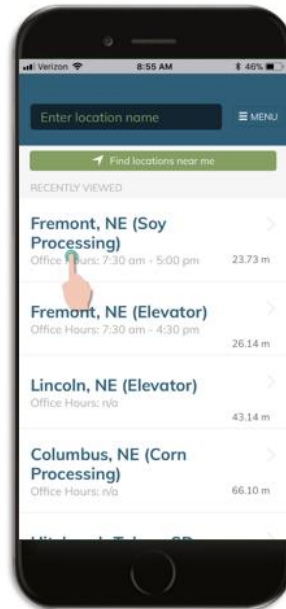 Verizon 8:55 AM 46%
Enter location name MENU
Find locations near me
RECENTLY VIEWED
Fremont, NE (Soy
Processing)
Office Hours: 7:30 am - 5:00 pm 23.73 m
Fremont, NE (Elevator)
Office Hours: 7:30 am - 4:30 pm
26.14 m
Lincoln, NE (Elevator)
Office Hours: n/a
43.14 m
Columbus, NE (Corn
Processing)
Office Hours: n/a 66.10 m